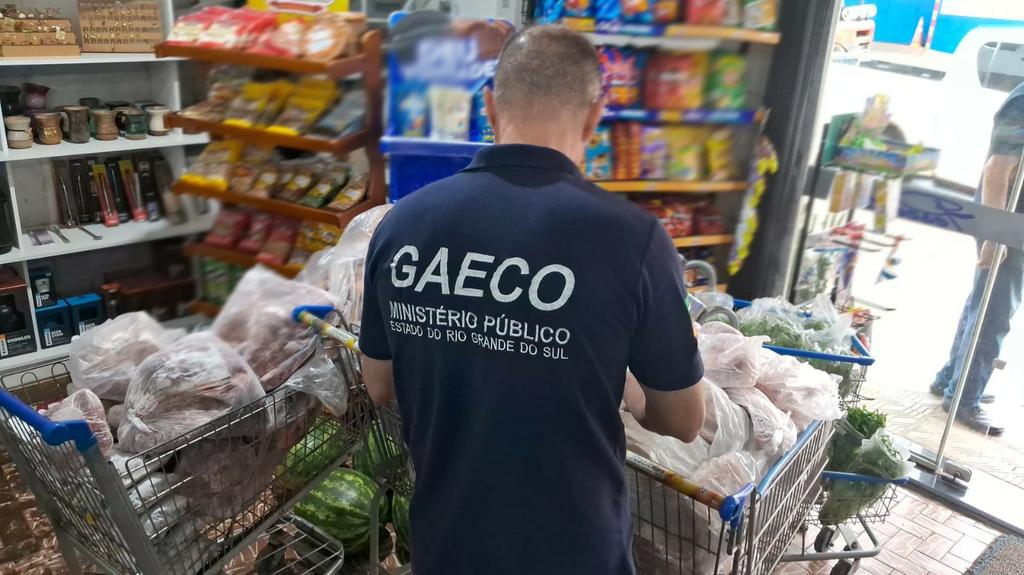 GAECO
MINISTÉRIO PÚBLICO
ESTADO DO RIO GRANDE DO SUL